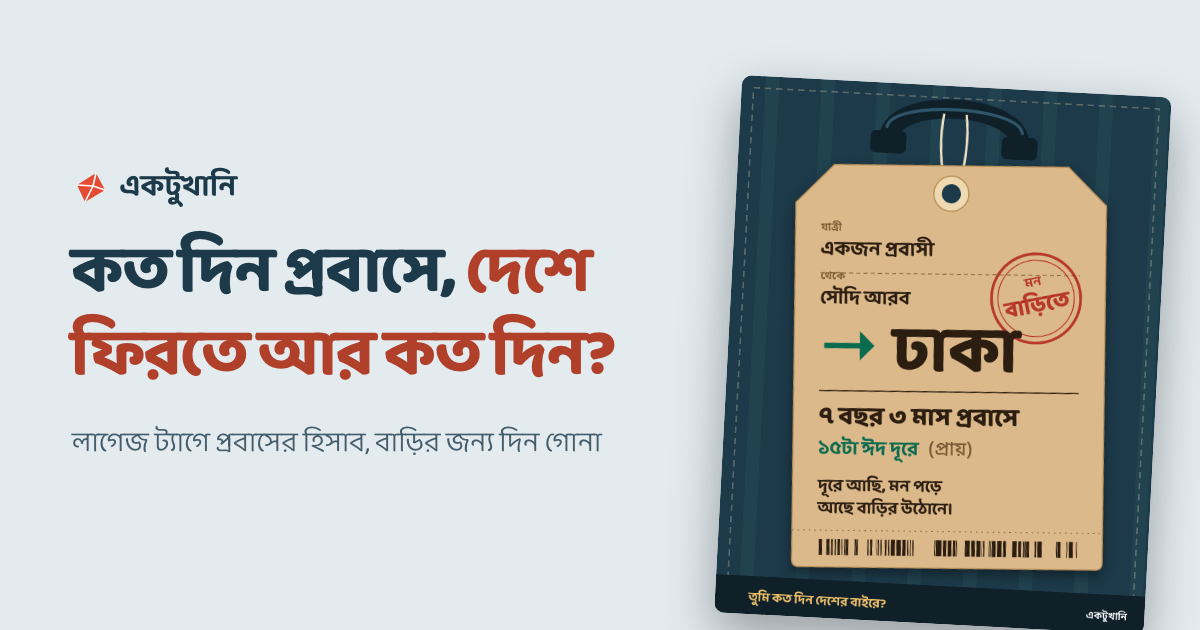 একটুখানি
কত দিন প্রবাসে, দেশে
ফিরতে আর কত দিন?
লাগেজ ট্যাগে প্রবাসের হিসাব, বাড়ির জন্য দিন গোনা
যাত্রী
একজন প্রবাসী
থেকে
সৌদি আরব
মন
বাড়িতে
ঢাকা
৭ বছর ৩ মাস প্রবাসে
১৫টা ঈদ দূরে (প্রায়)
দূরে আছি, মন পড়ে
আছে বাড়ির উঠোনে।
তুমি কত দিন দেশের বাইরে?
একটুখানি